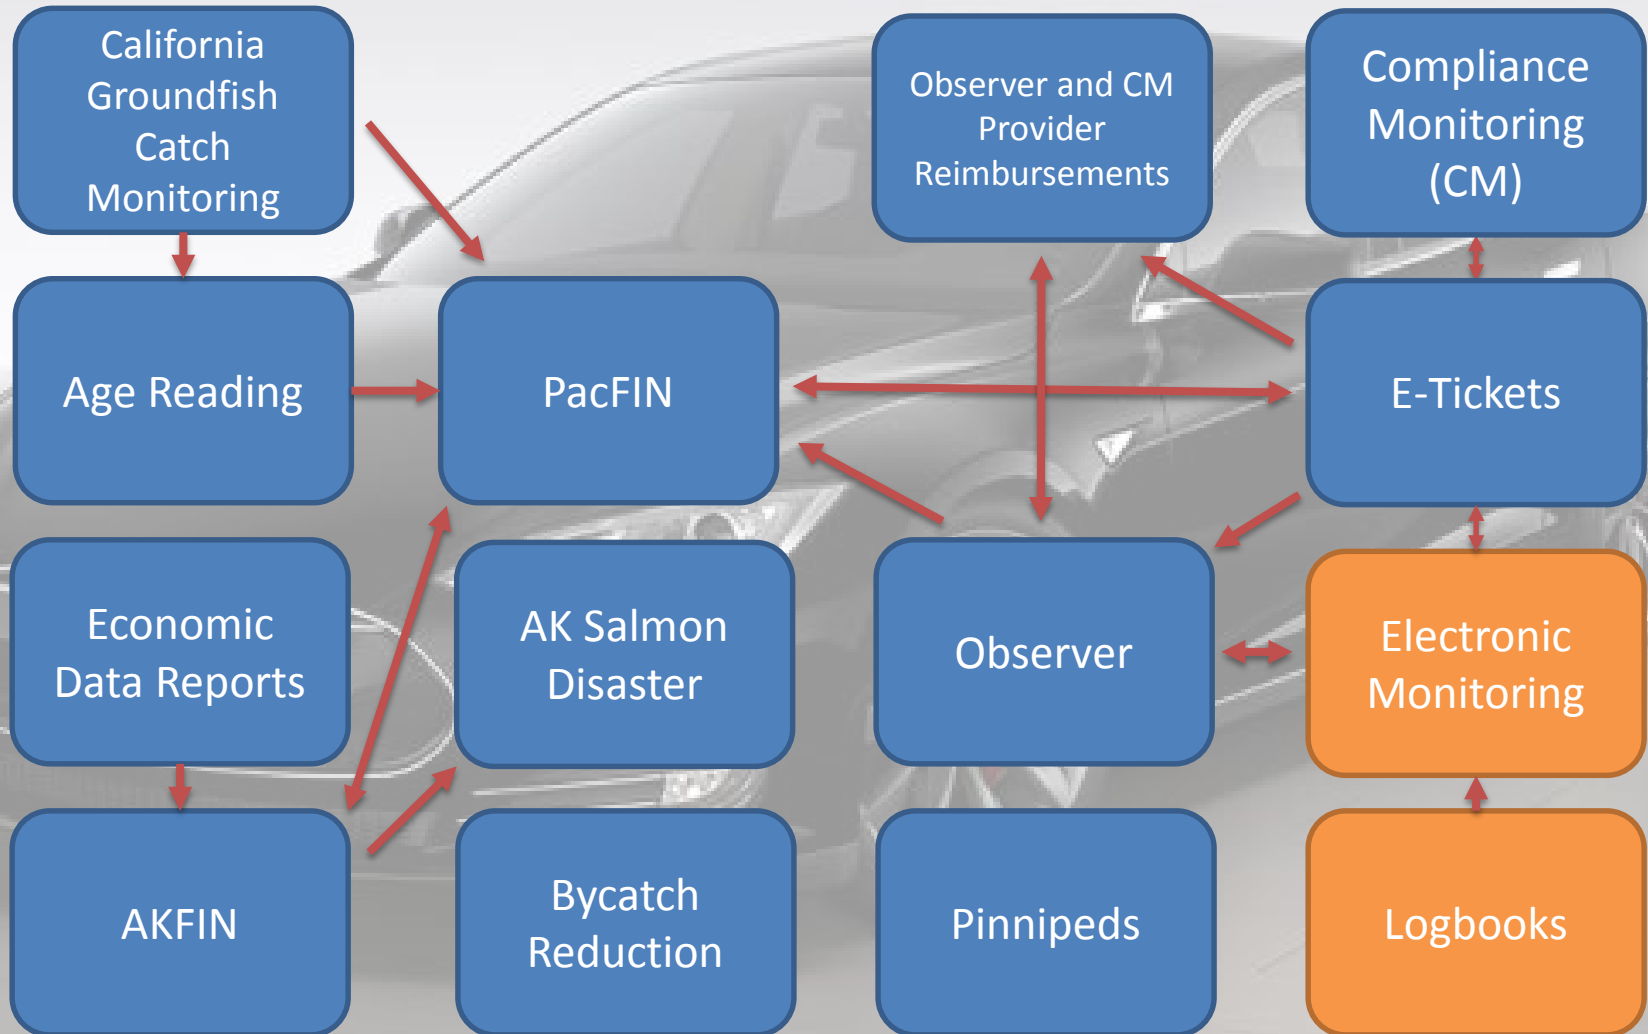 California
Groundfish
Catch
Monitoring
Observer and CM
Provider
Reimbursements
Compliance
Monitoring
(CM)
Age Reading
PacFIN
E-Tickets
Economic
Data Reports
AK Salmon
Disaster
Observer
Electronic
Monitoring
AKFIN
Bycatch
Reduction
Pinnipeds
Logbooks